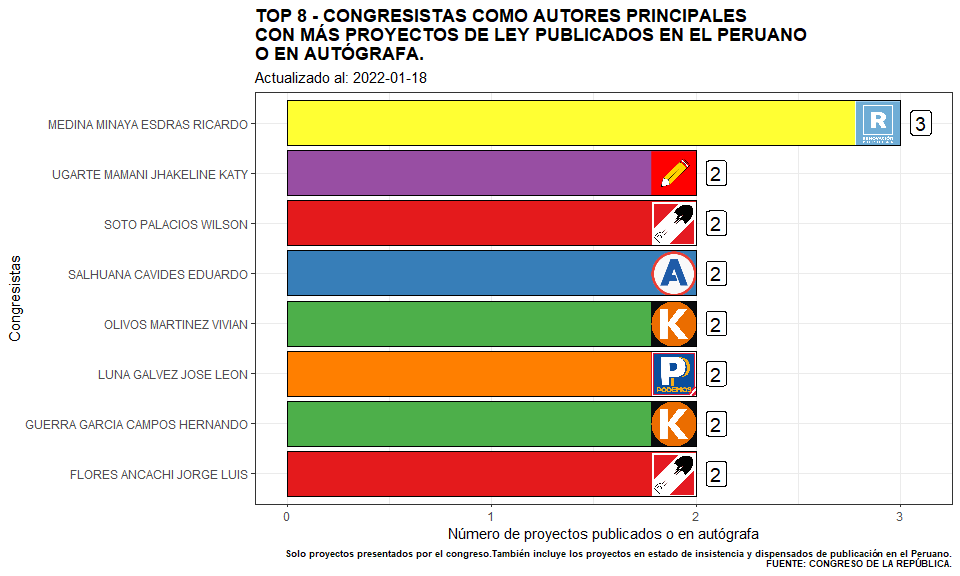 TOP 8 - CONGRESISTAS COMO AUTORES PRINCIPALES
CON MÁS PROYECTOS DE LEY PUBLICADOS EN EL PERUANO
O EN AUTÓGRAFA.
Actualizado al: 2022-01-18
Congresistas
MEDINA MINAYA ESDRAS RICARDO
R
RENOVACIÓN
3
UGARTE MAMANI JHAKELINE KATY
2
SOTO PALACIOS WILSON
2
SALHUANA CAVIDES EDUARDO
A
2
OLIVOS MARTINEZ VIVIAN
K
2
LUNA GALVEZ JOSE LEON
P
PODEMOS
2
GUERRA GARCIA CAMPOS HERNANDO
K
2
FLORES ANCACHI JORGE LUIS
2
0 1 2 3
Número de proyectos publicados o en autógrafa
Solo proyectos presentados por el congreso.También incluye los proyectos en estado de insistencia y dispensados de publicación en el Peruano.
FUENTE: CONGRESO DE LA REPÚBLICA.